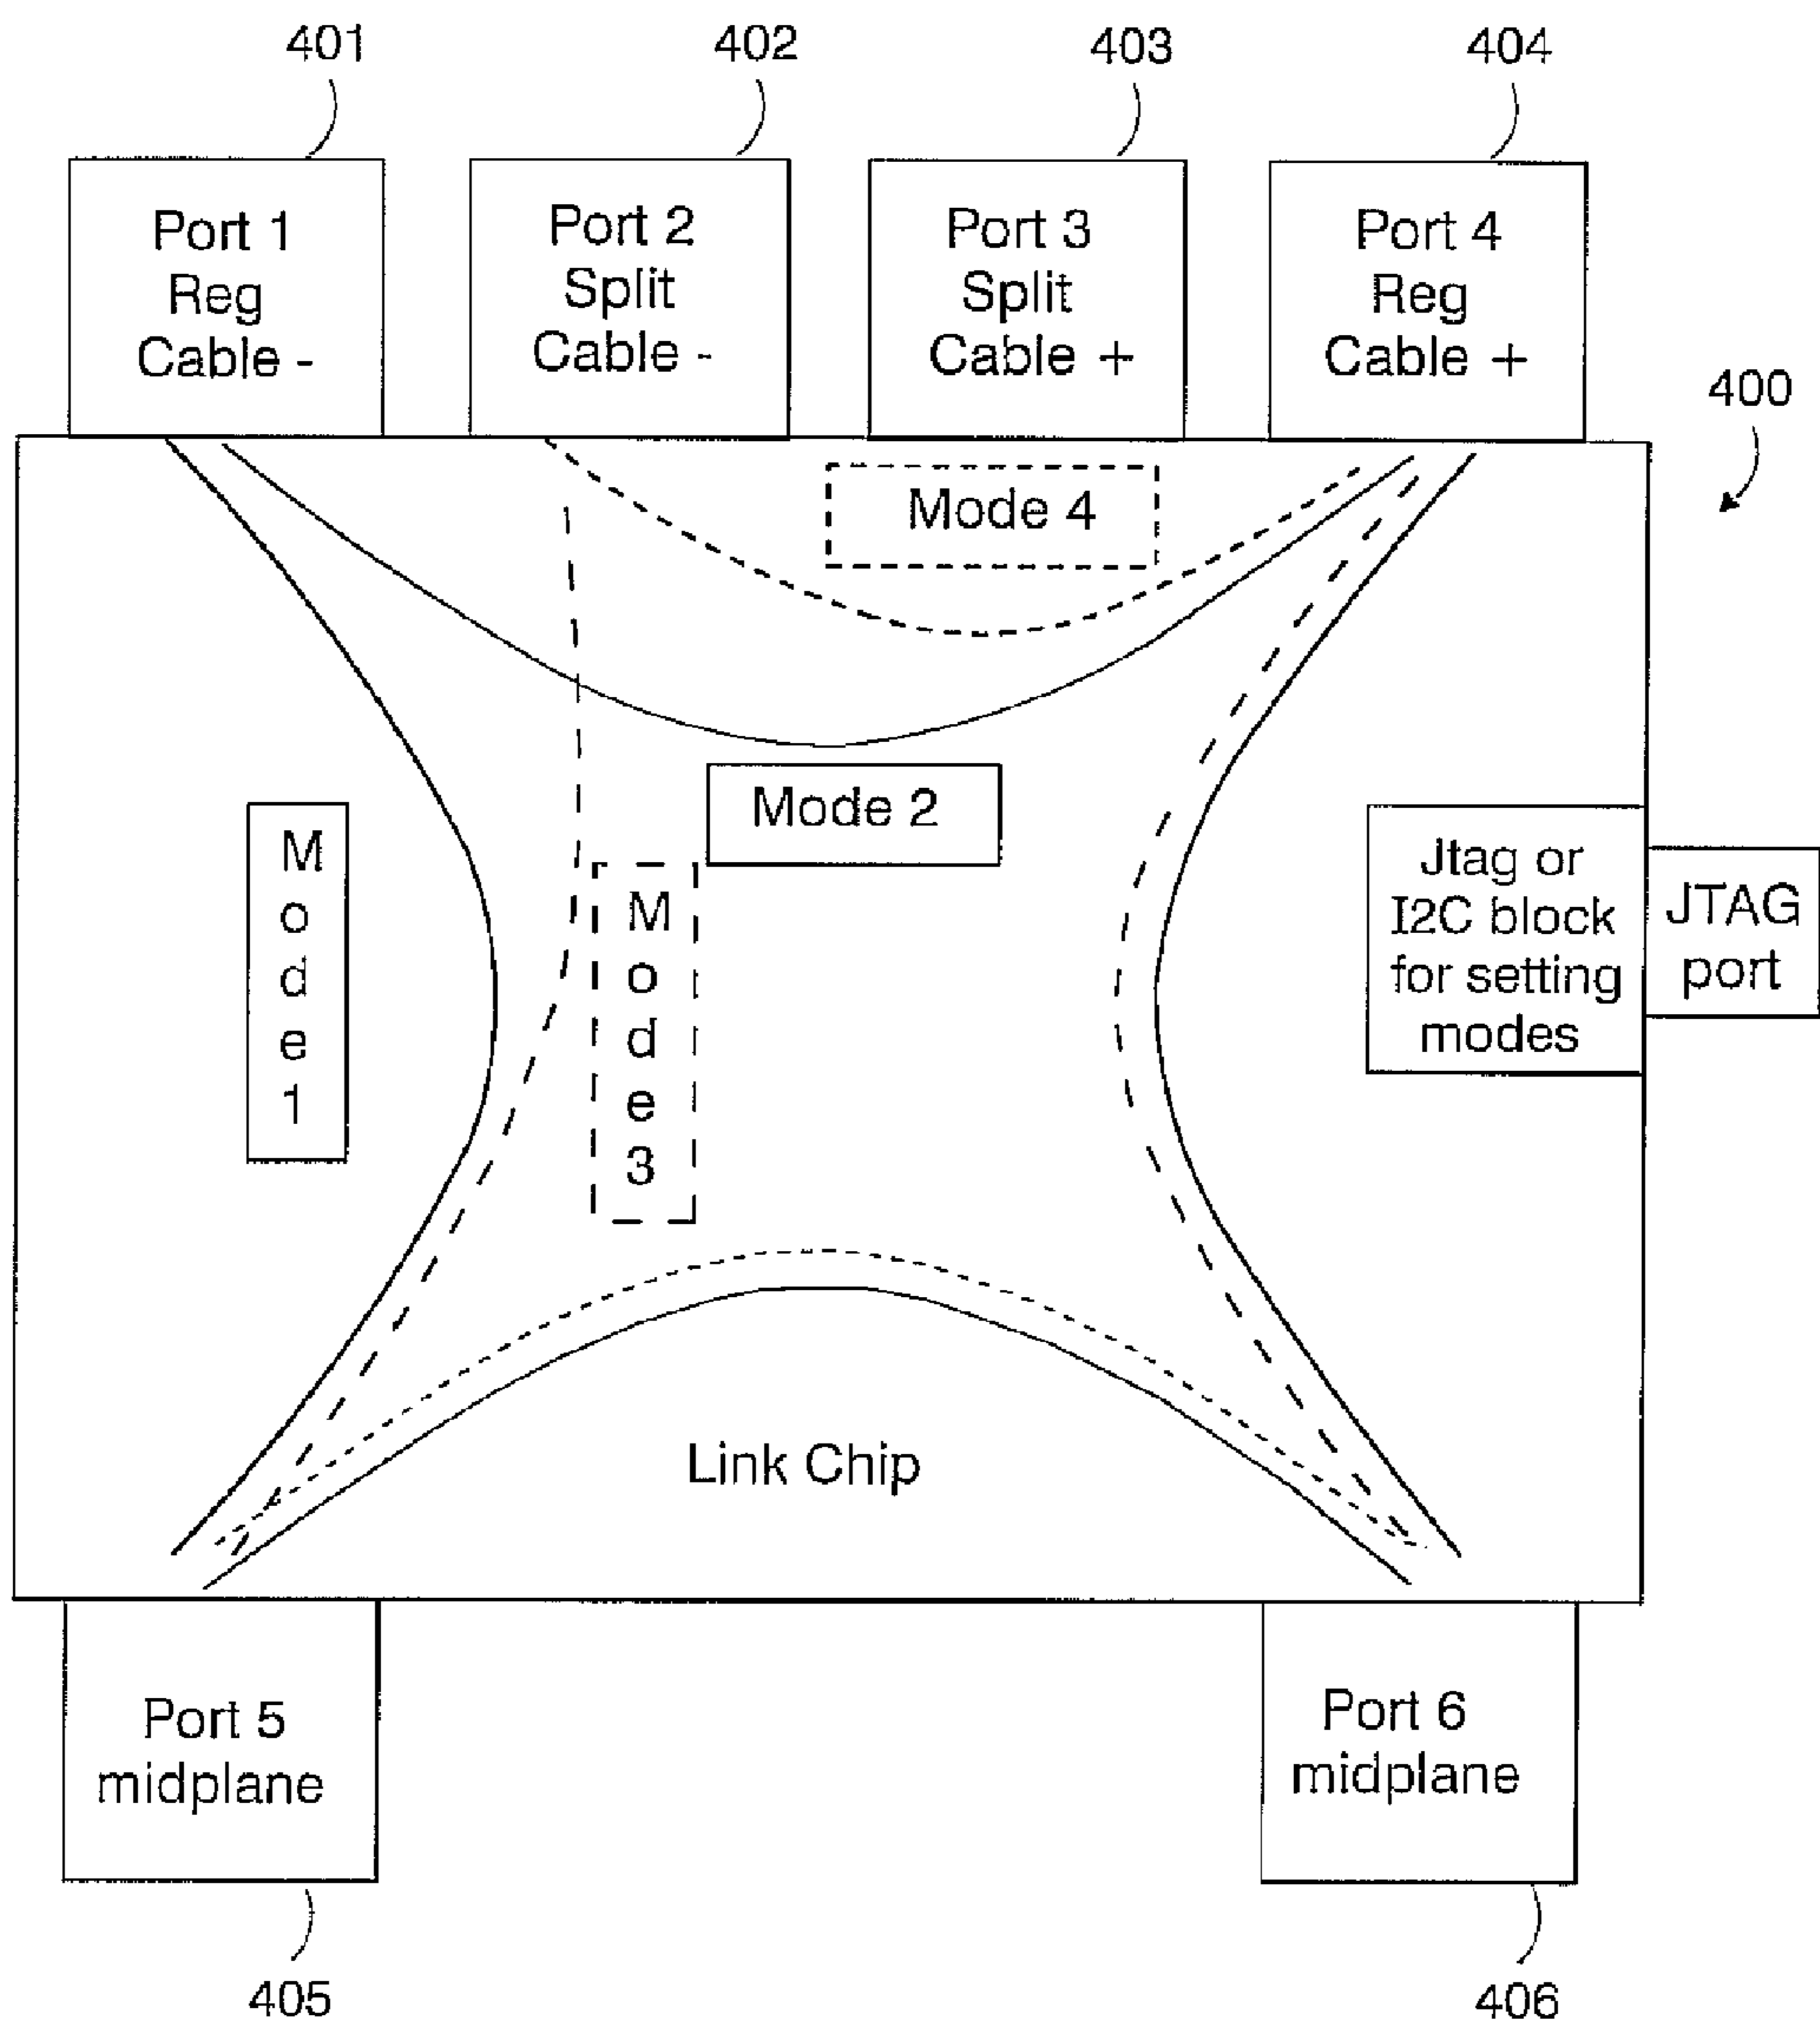 401
402
403
404
Port 1
Reg
Cable -
Port 2
Split
Cable -
Port 3
Split
Cable +
Port 4
Reg
Cable +
400
Mode 4
Mode 2
Mode 1
Mode 3
Jtag or
I2C block
for setting
modes
JTAG
port
Link Chip
Port 5
midplane
Port 6
midplane
405
406